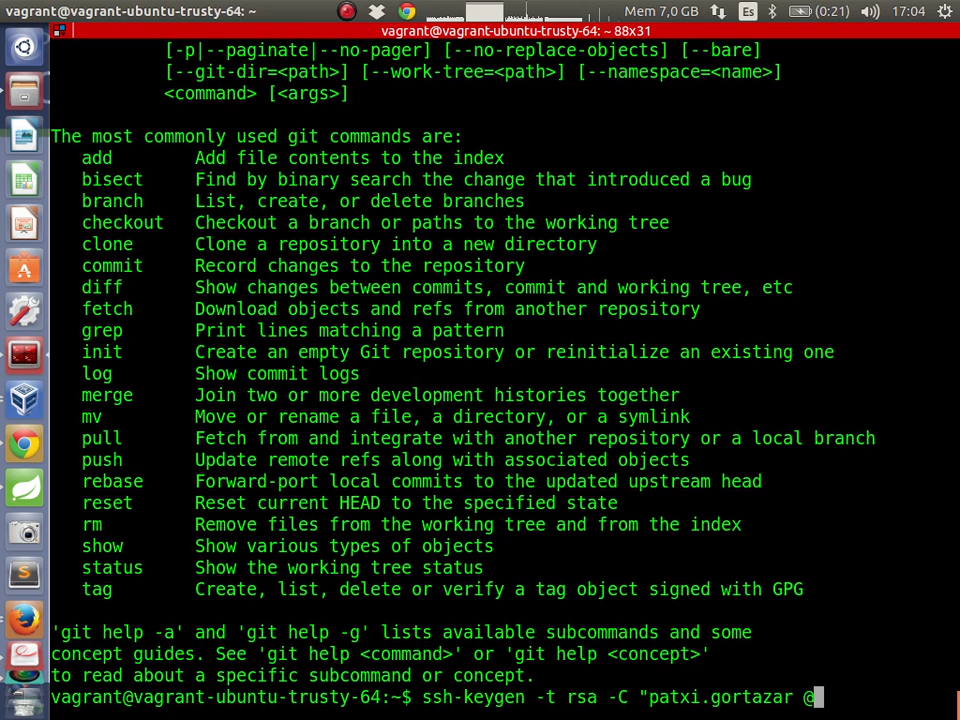 vagrant@vagrant-ubuntu-trusty-64: ~ Mem 7,0 GB Es (0:21) 17:04
vagrant@vagrant-ubuntu-trusty-64: ~ 88x31
[-p|--paginate|--no-pager] [--no-replace-objects] [--bare]
[--git-dir=<path>] [--work-tree=<path>] [--namespace=<name>]
<command> [<args>]
The most commonly used git commands are:
add Add file contents to the index
bisect Find by binary search the change that introduced a bug
branch List, create, or delete branches
checkout Checkout a branch or paths to the working tree
clone Clone a repository into a new directory
commit Record changes to the repository
diff Show changes between commits, commit and working tree, etc
fetch Download objects and refs from another repository
grep Print lines matching a pattern
init Create an empty Git repository or reinitialize an existing one
log Show commit logs
merge Join two or more development histories together
mv Move or rename a file, a directory, or a symlink
pull Fetch from and integrate with another repository or a local branch
push Update remote refs along with associated objects
rebase Forward-port local commits to the updated upstream head
reset Reset current HEAD to the specified state
rm Remove files from the working tree and from the index
show Show various types of objects
status Show the working tree status
tag Create, list, delete or verify a tag object signed with GPG
'git help -a' and 'git help -g' lists available subcommands and some
concept guides. See 'git help <command>' or 'git help <concept>'
to read about a specific subcommand or concept.
vagrant@vagrant-ubuntu-trusty-64:~$ ssh-keygen -t rsa -C "patxi.gortazar @